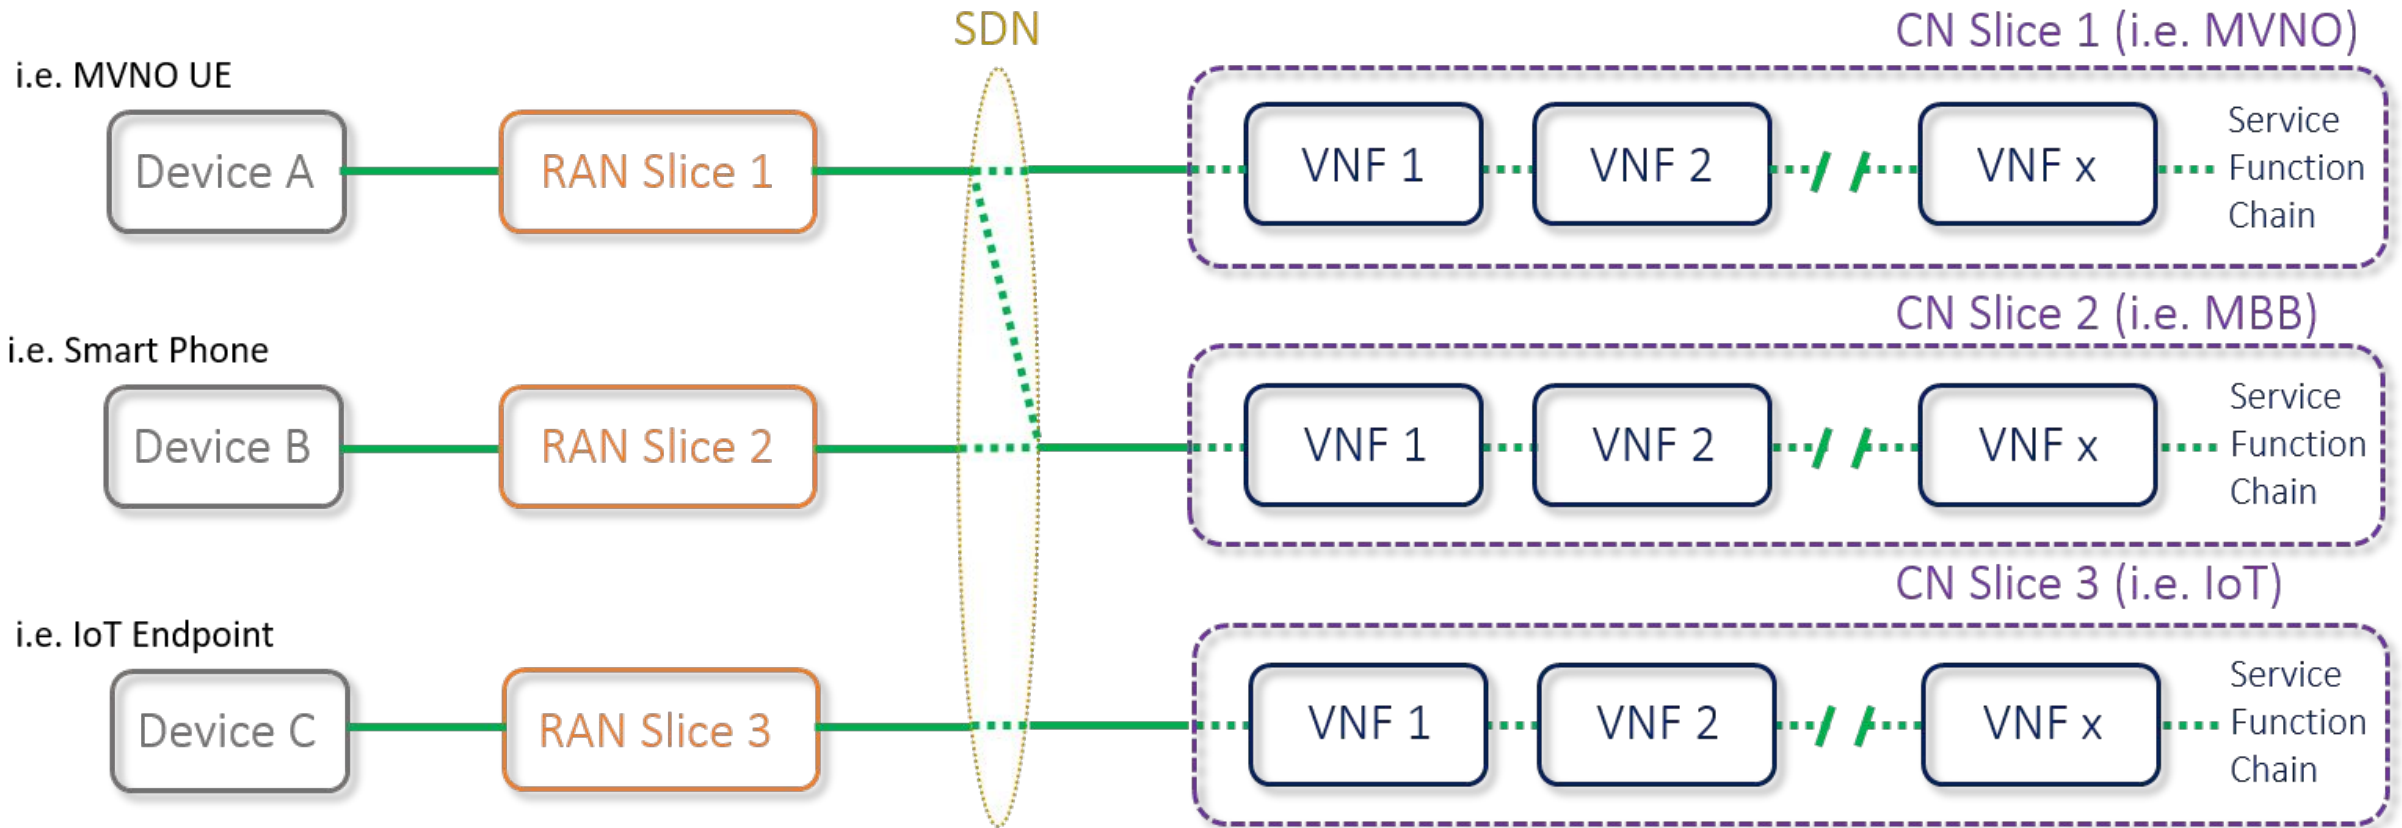 SDN
CN Slice 1 (i.e. MVNO)
i.e. MVNO UE
Device A
RAN Slice 1
VNF 1
VNF 2
VNF x
Service
Function
Chain
CN Slice 2 (i.e. MBB)
i.e. Smart Phone
Device B
RAN Slice 2
VNF 1
VNF 2
VNF x
Service
Function
Chain
CN Slice 3 (i.e. IoT)
i.e. IoT Endpoint
Device C
RAN Slice 3
VNF 1
VNF 2
VNF x
Service
Function
Chain